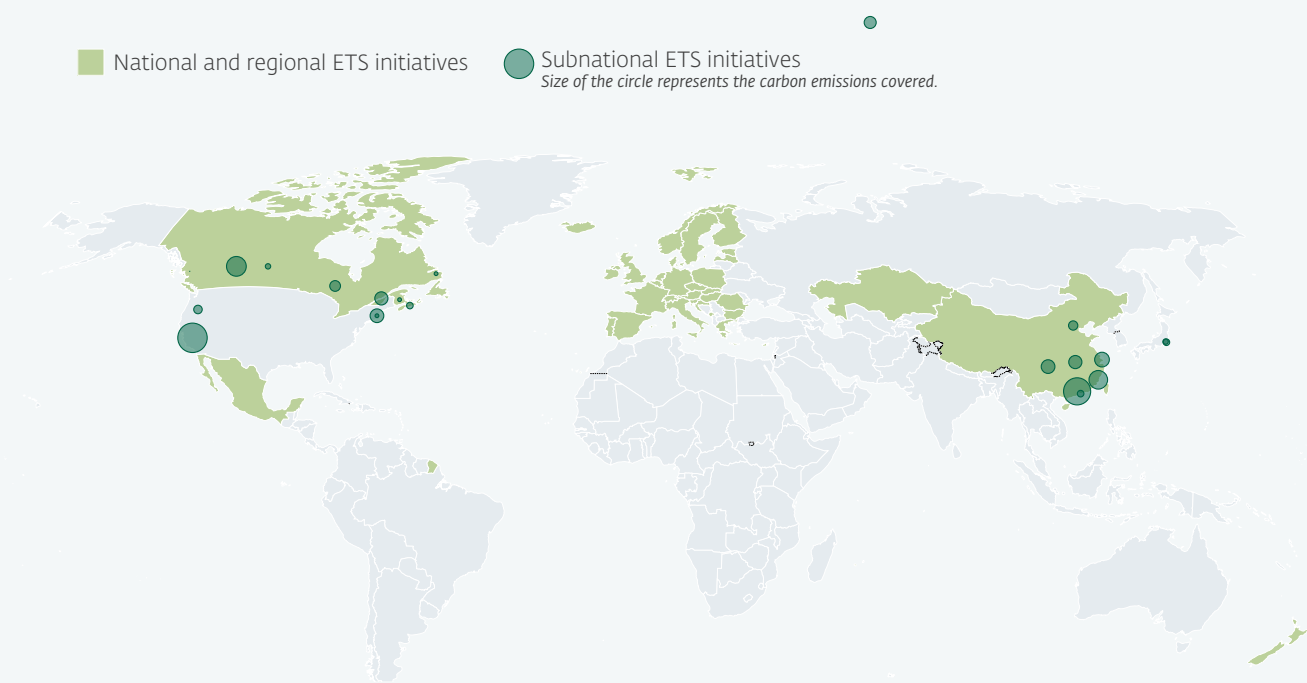 National and regional ETS initiatives
Subnational ETS initiatives
Size of the circle represents the carbon emissions covered.